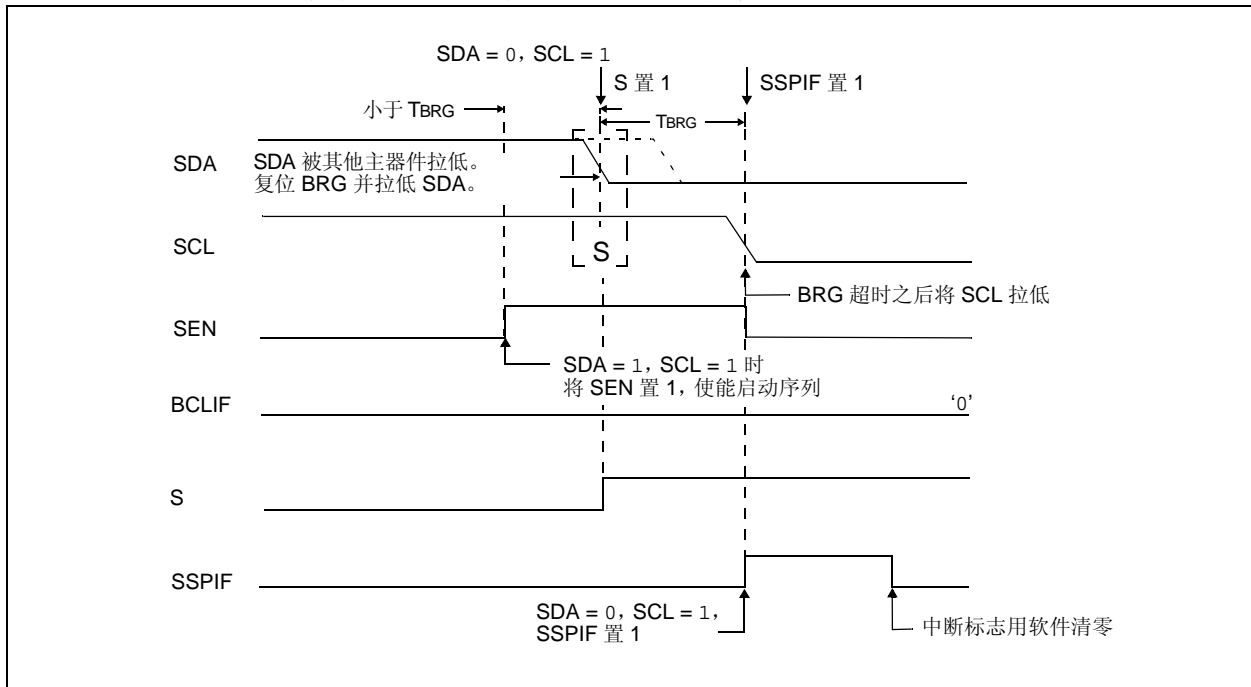 SDA = 0, SCL = 1
S 置 1
SSPIF 置 1
小于 TBRG
TBRG
SDA
SDA 被其他主器件拉低。
复位 BRG 并拉低 SDA。
SCL
S
BRG 超时之后将 SCL 拉低
SEN
SDA = 1, SCL = 1 时
将 SEN 置 1, 使能启动序列
BCLIF
‘0’
S
SSPIF
SDA = 0, SCL = 1,
SSPIF 置 1
中断标志用软件清零